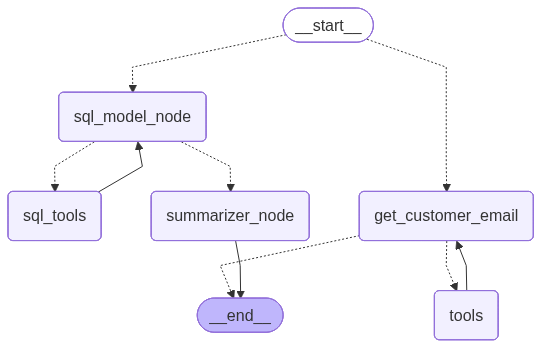 __start__
sql_model_node
sql_tools
summarizer_node
get_customer_email
__end__
tools